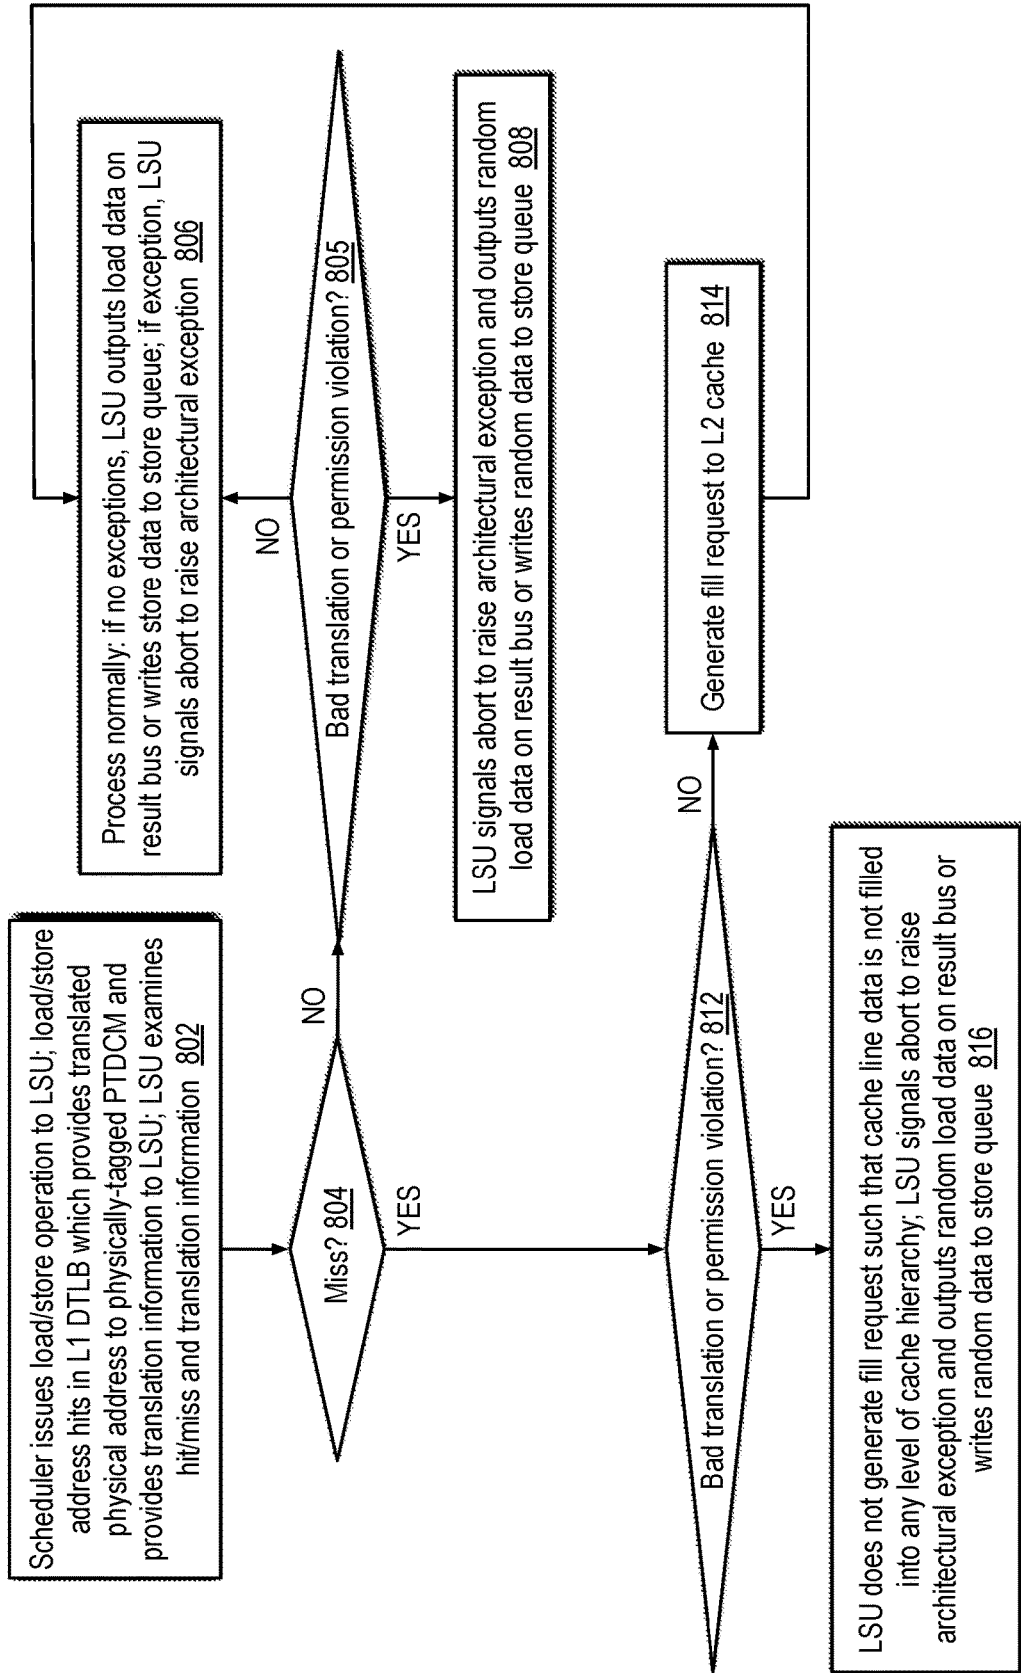 Scheduler issues load/store operation to LSU; load/store
address hits in L1 DTLB which provides translated
physical address to physically-tagged PTDCM and
provides translation information to LSU; LSU examines
hit/miss and translation information 802
Miss? 804
NO
YES
Bad translation or permission violation? 805
NO
YES
Process normally: if no exceptions, LSU outputs load data on
result bus or writes store data to store queue; if exception, LSU
signals abort to raise architectural exception 806
LSU signals abort to raise architectural exception and outputs random
load data on result bus or writes random data to store queue 808
Bad translation or permission violation? 812
NO
YES
Generate fill request to L2 cache 814
LSU does not generate fill request such that cache line data is not filled
into any level of cache hierarchy; LSU signals abort to raise
architectural exception and outputs random load data on result bus or
writes random data to store queue 816